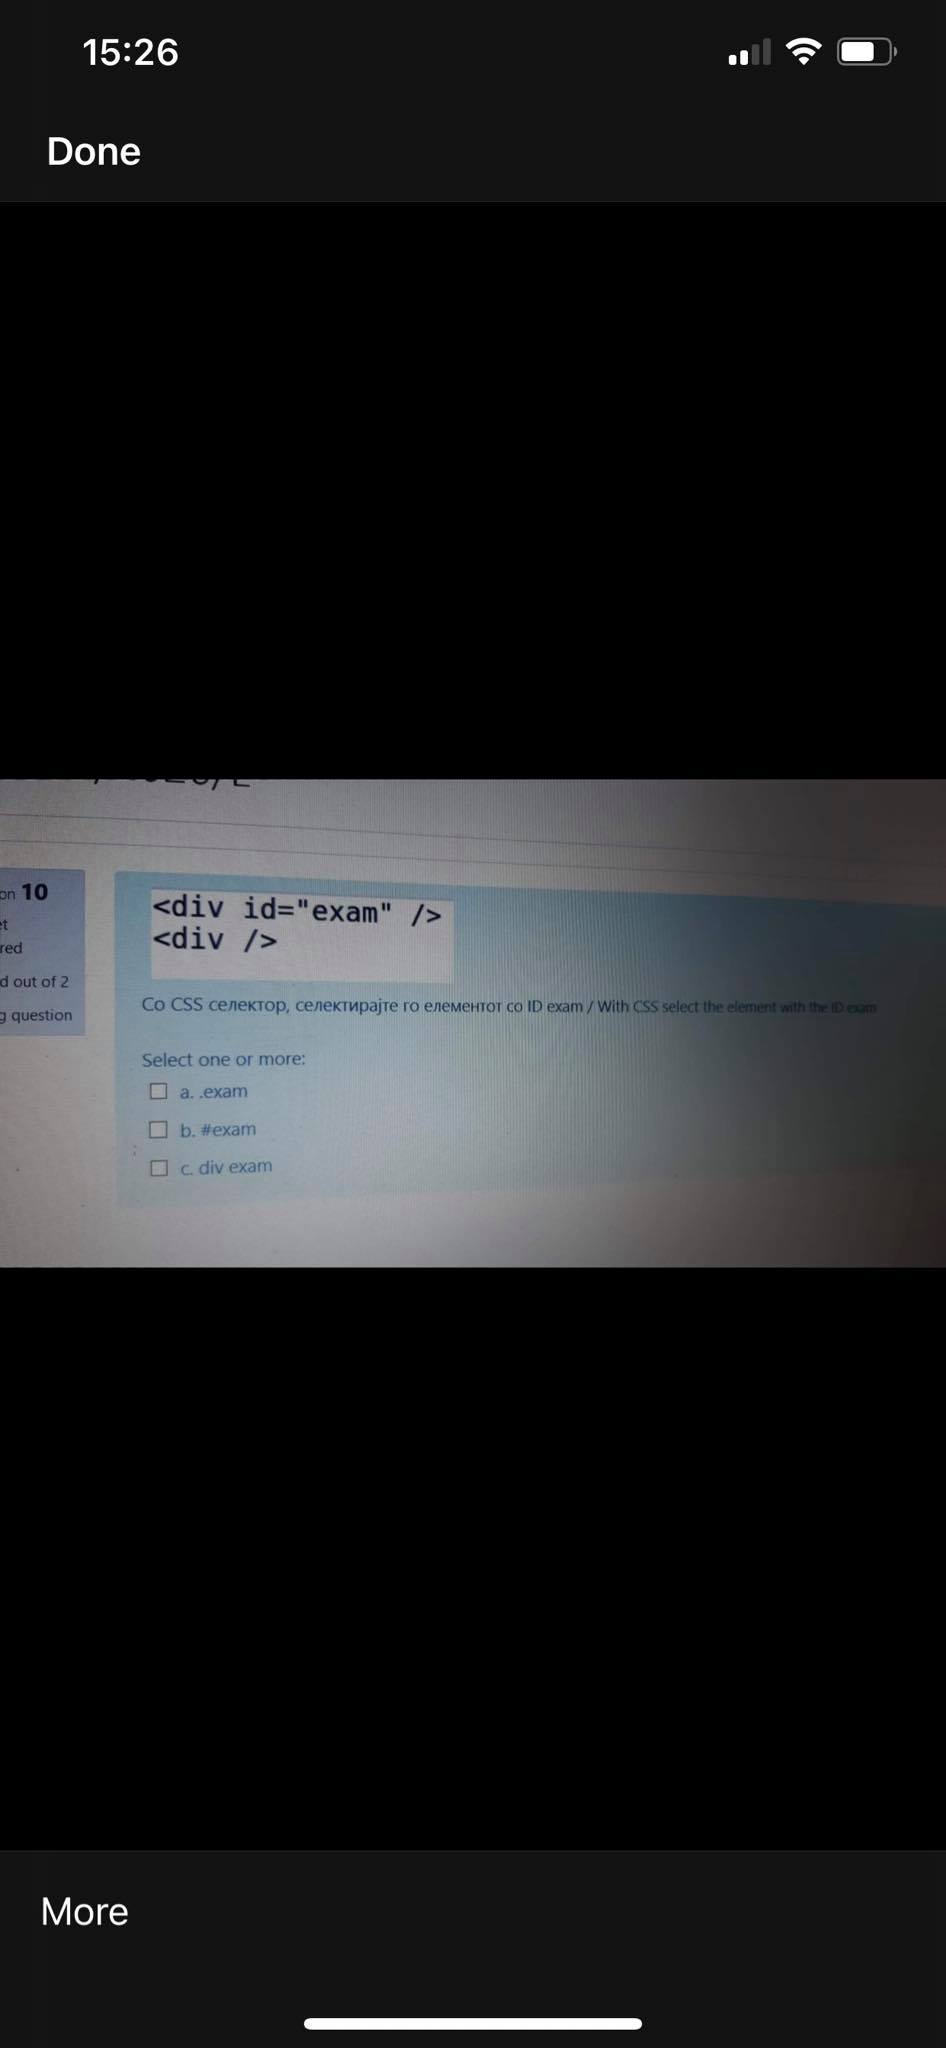 15:26
Done
on 10
et
red
d out of 2
g question
<div id="exam" />
<div />
Со CSS селектор, селектирајте го елементот со ID exam / With CSS select the element with the ID exam
Select one or more:
a. .exam
b. #exam
c. div exam
More